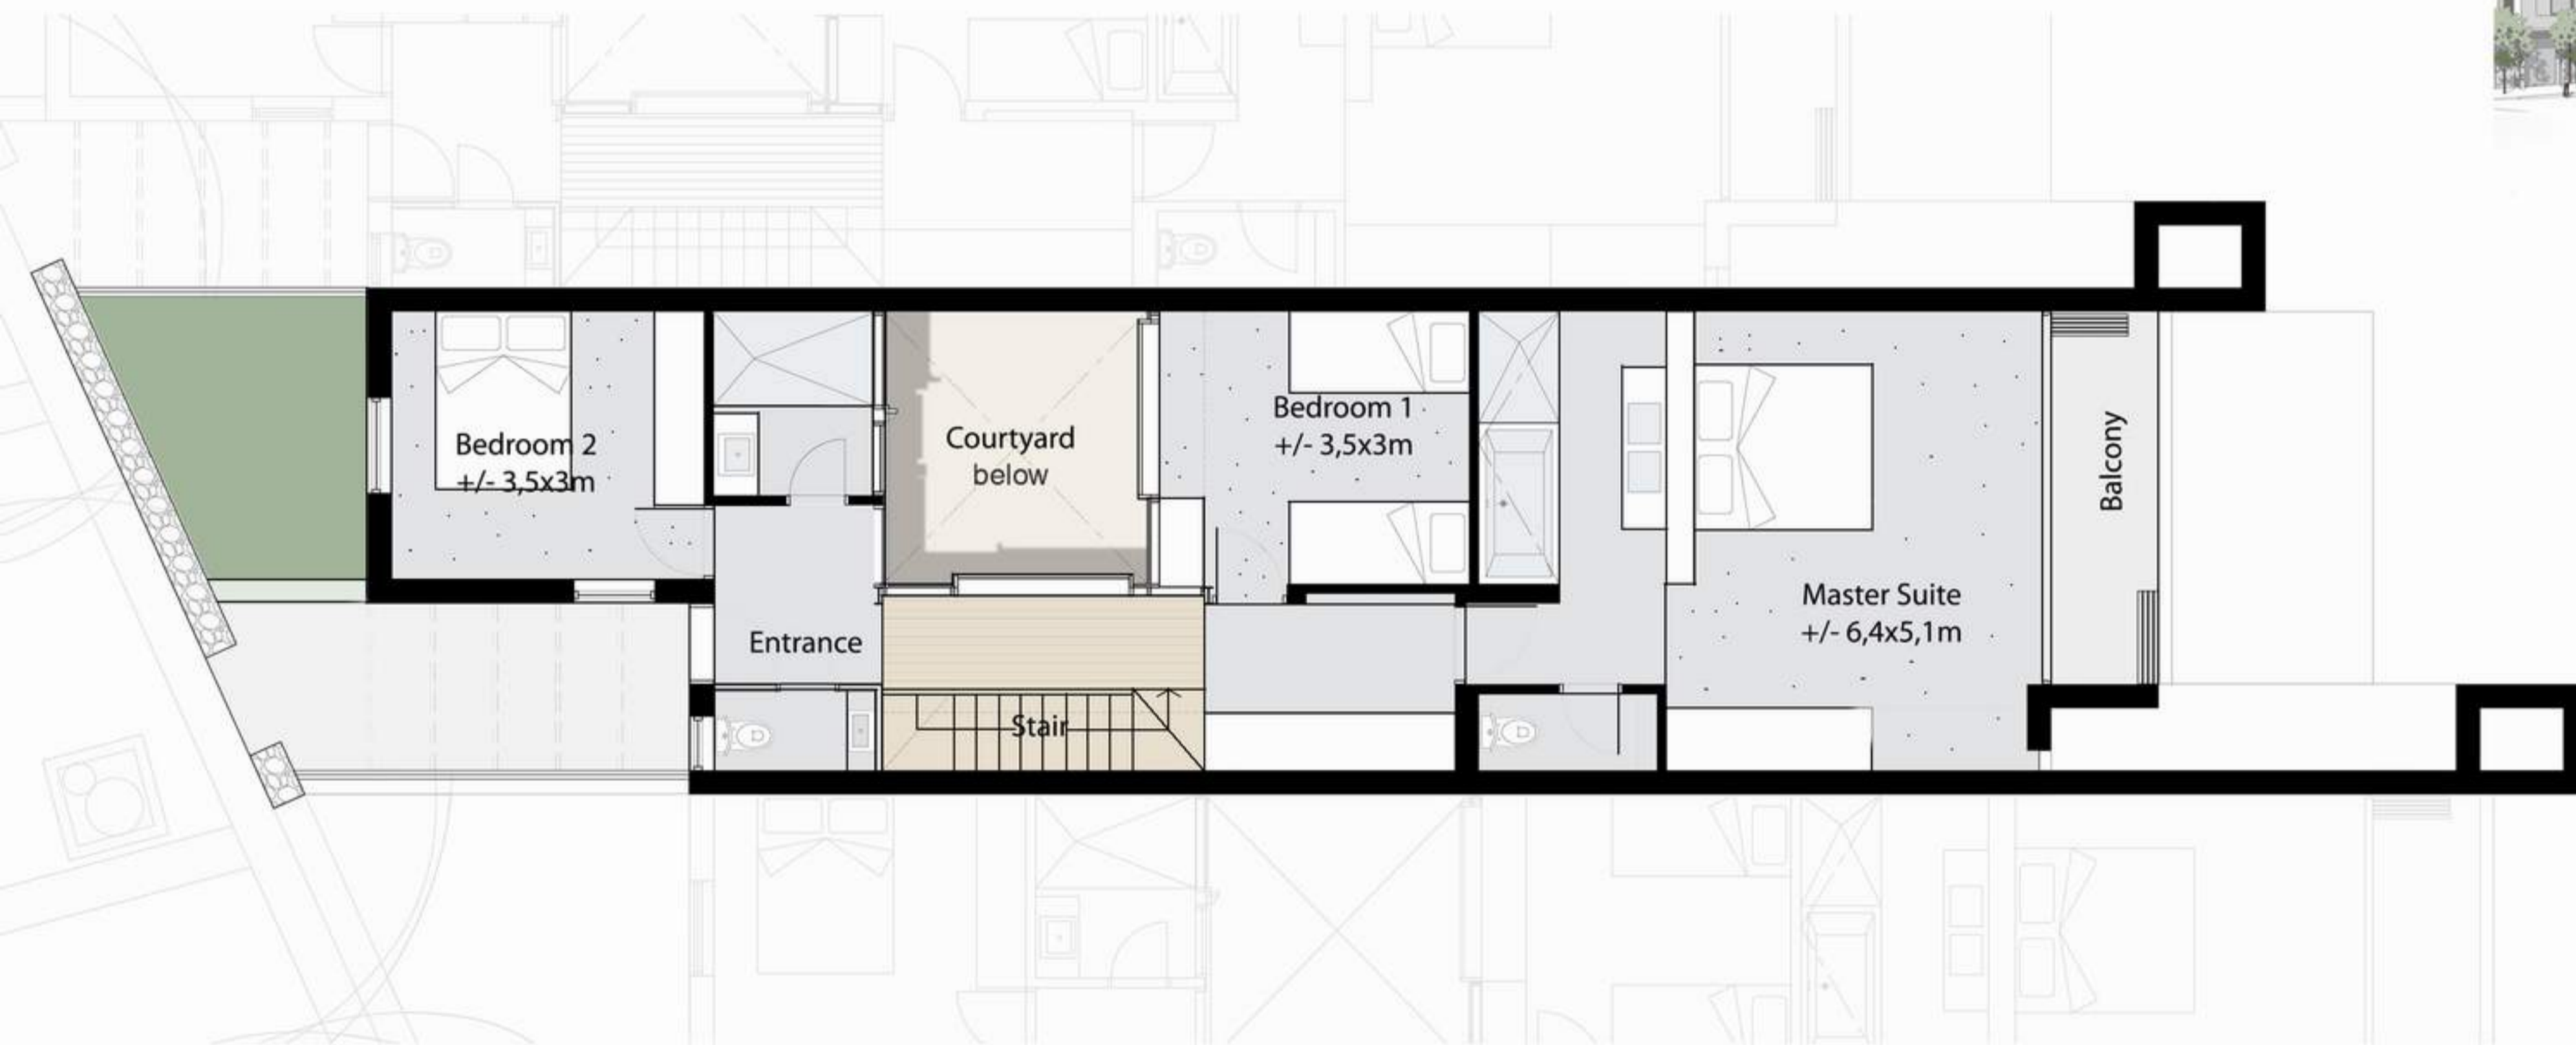 Bedroom 2
+/- 3,5x3m
Courtyard
below
Bedroom 1
+/- 3,5x3m
Entrance
Stair
Master Suite
+/- 6,4x5,1m
Balcony